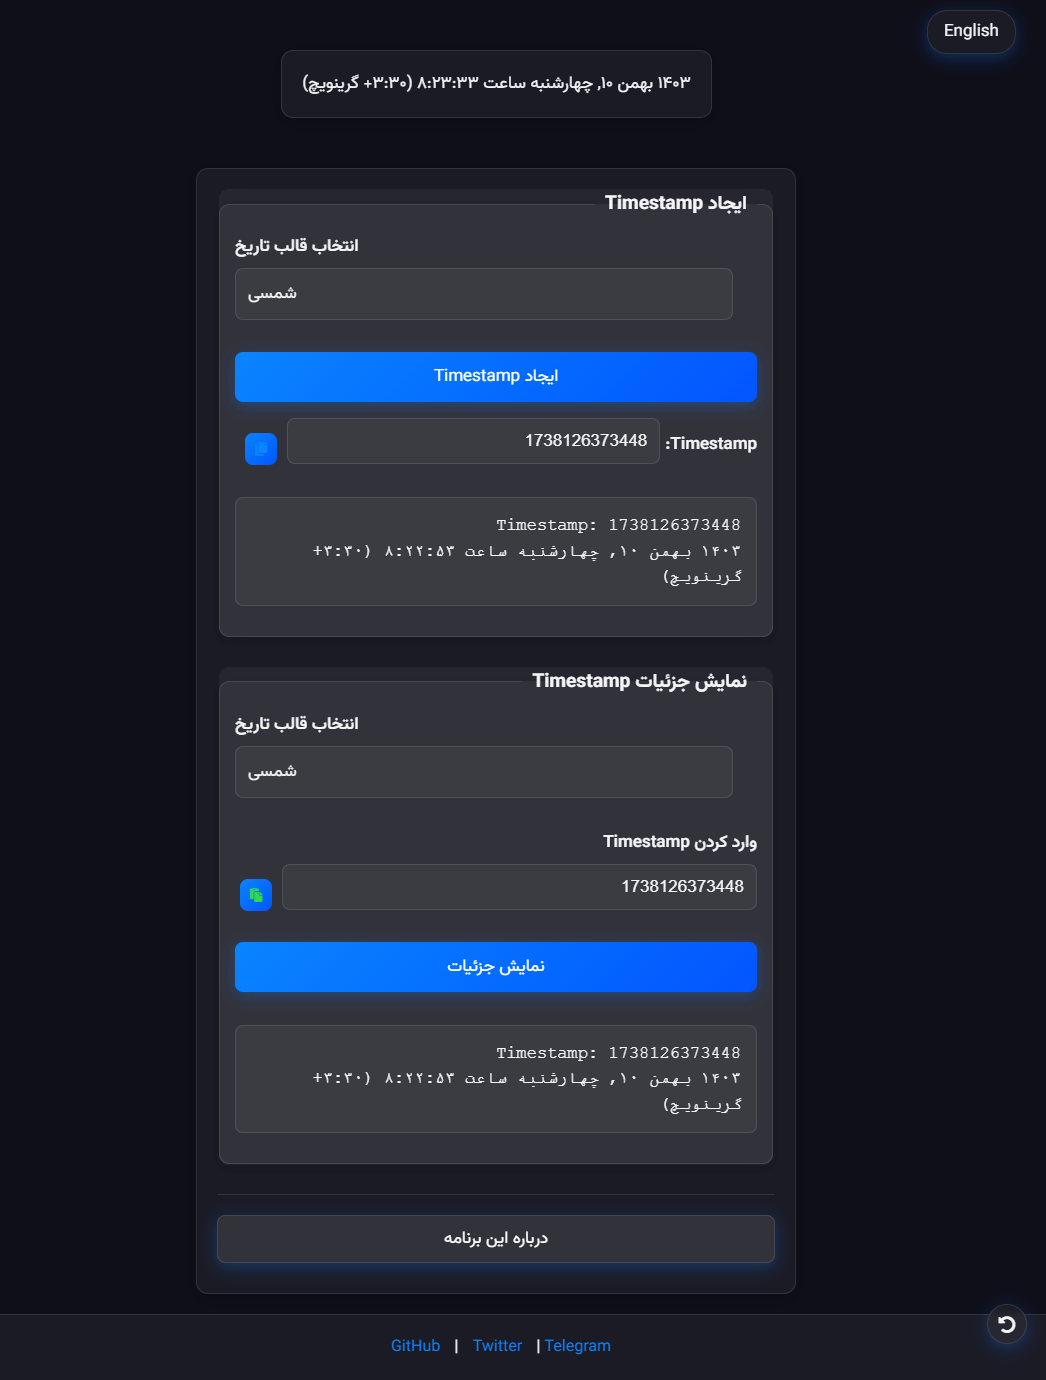 English
۱۴۰۳ بهمن ۱۰, چهارشنبه ساعت ۸:۲۳:۳۳ (۳:۳۰+ گرینویچ)
ایجاد Timestamp
انتخاب قالب تاریخ
شمسی
ایجاد Timestamp
Timestamp:
1738126373448
Timestamp: 1738126373448
۱۴۰۳ بهمن ۱۰, چهارشنبه ساعت ۸:۲۲:۵۳ (۳:۳۰+
گرینویچ)
نمایش جزئیات Timestamp
انتخاب قالب تاریخ
شمسی
وارد کردن Timestamp
1738126373448
نمایش جزئیات
Timestamp: 1738126373448
۱۴۰۳ بهمن ۱۰, چهارشنبه ساعت ۸:۲۲:۵۳ (۳:۳۰+
گرینویچ)
درباره این برنامه
GitHub | Twitter | Telegram